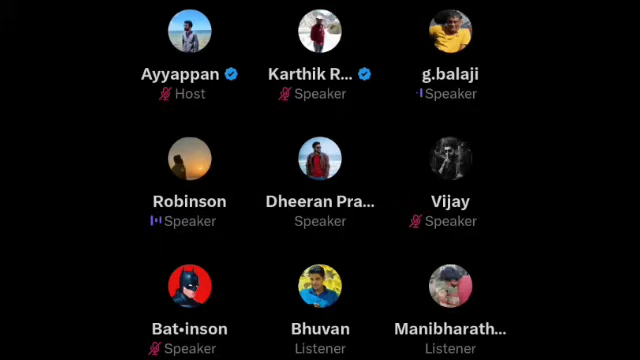 Ayyappan Karthik R... g.balaji
Host Speaker Speaker
Robinson Dheeran Pra... Vijay
Speaker Speaker Speaker
Bat•inson Bhuvan Manibharath...
Speaker Listener Listener